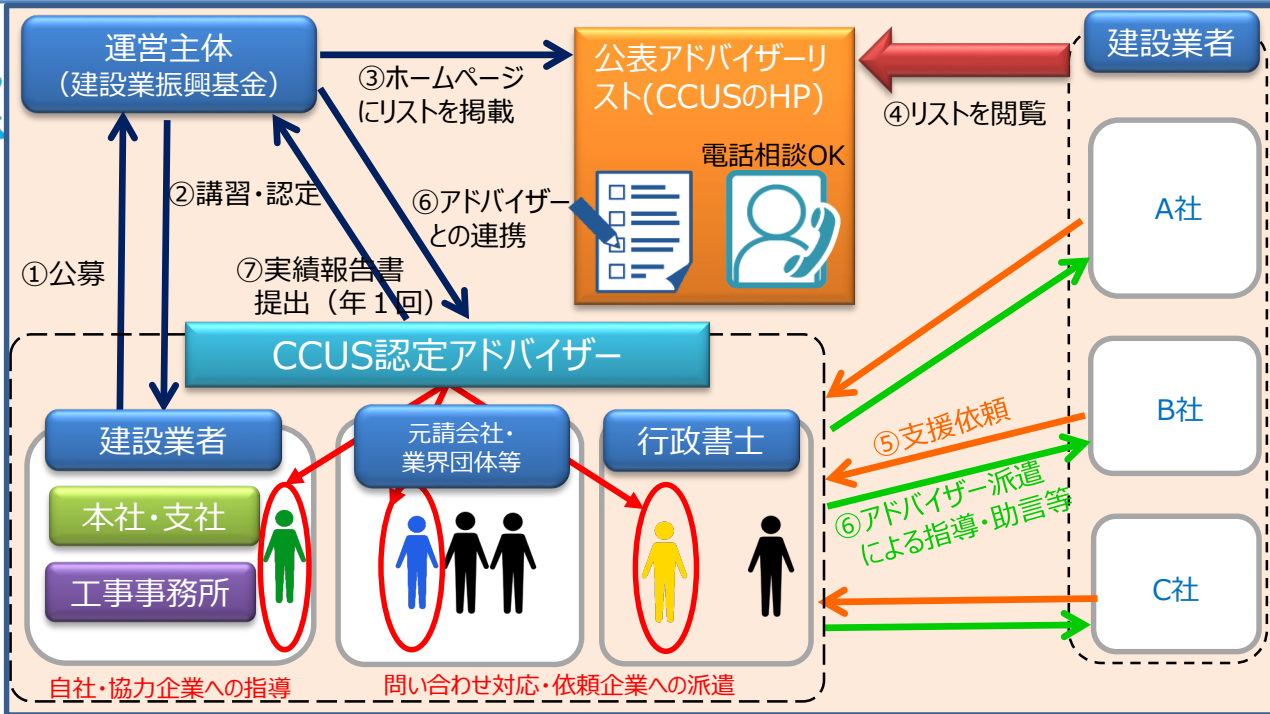 運営主体
（建設業振興基金）
③ホームページ
にリストを掲載
公表アドバイザーリ
スト(CCUSのHP)
電話相談OK
建設業者
④リストを閲覧
①公募
②講習・認定
⑥アドバイザー
との連携
⑦実績報告書
提出（年１回）
CCUS認定アドバイザー
建設業者
本社・支社
工事事務所
元請会社・
業界団体等
行政書士
自社・協力企業への指導
問い合わせ対応・依頼企業への派遣
⑤支援依頼
⑥アドバイザー派遣
による指導・助言等
A社
B社
C社